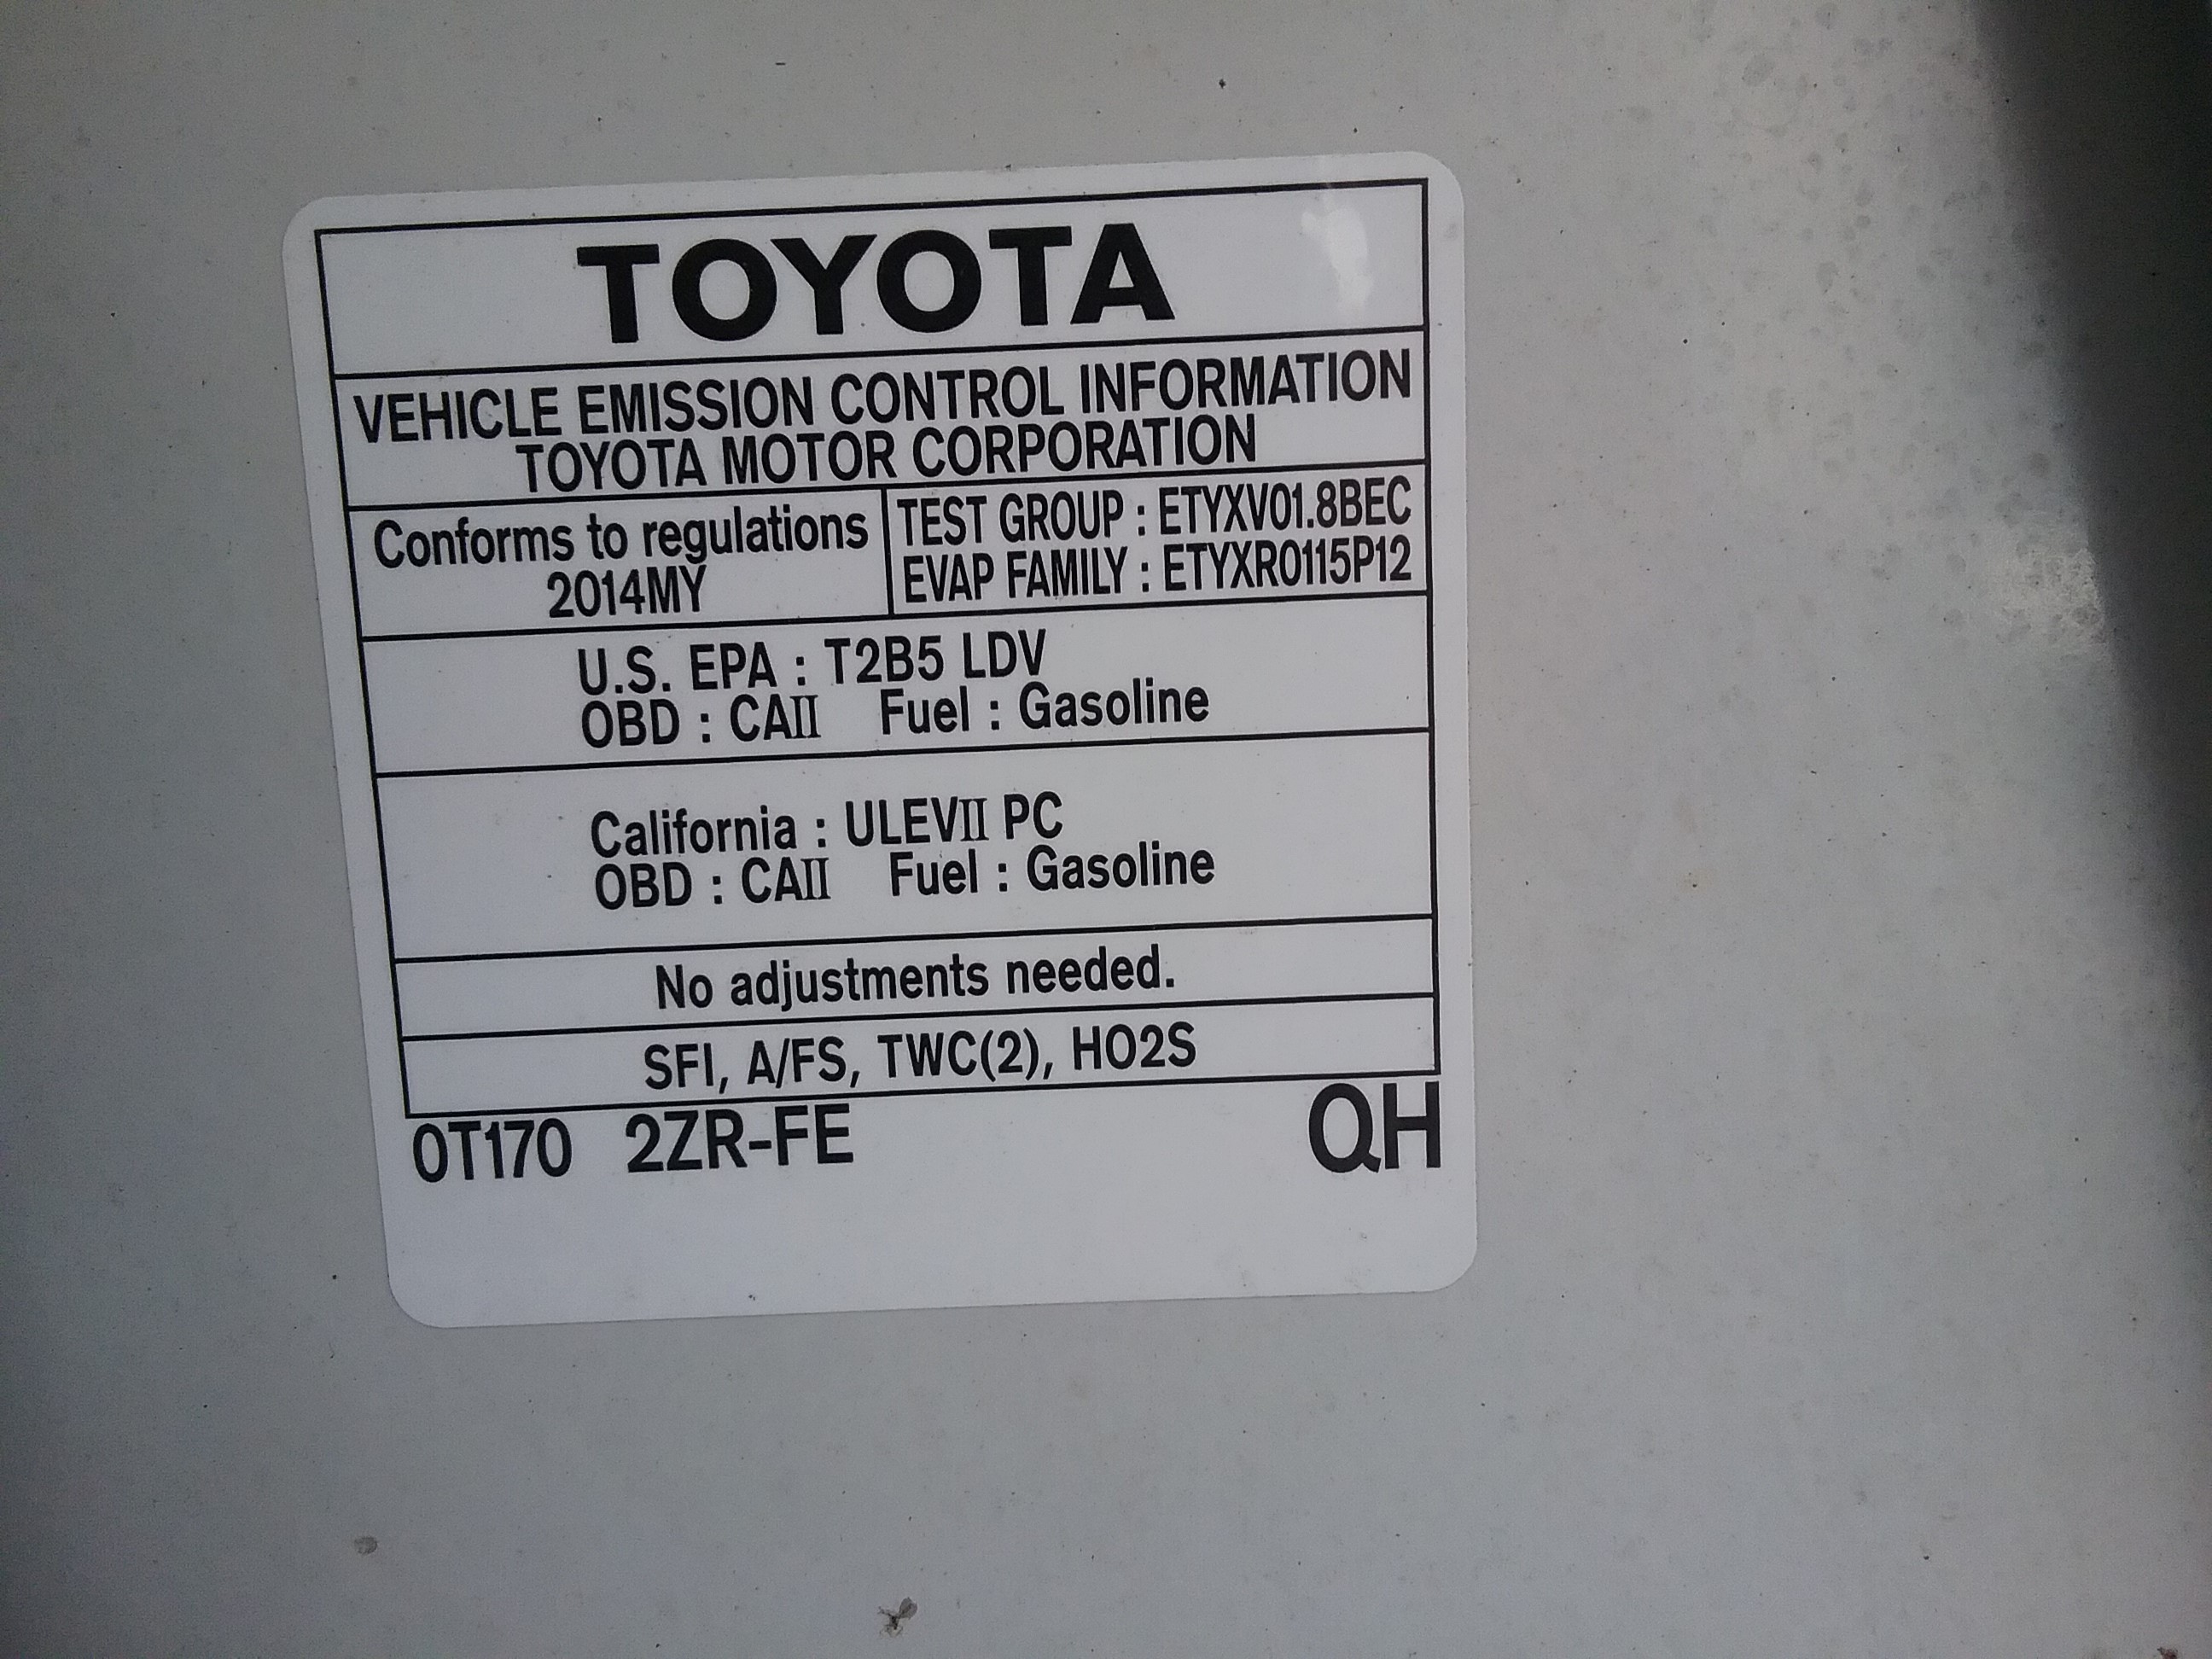 TOYOTA
VEHICLE EMISSION CONTROL INFORMATION
TOYOTA MOTOR CORPORATION
Conforms to regulations
2014MY
TEST GROUP : ETYXV01.8BEC
EVAP FAMILY : ETYXR0115P12
U.S. EPA : T2B5 LDV
OBD : CAII Fuel : Gasoline
California : ULEVII PC
OBD : CAII Fuel : Gasoline
No adjustments needed.
SFI, A/FS, TWC(2), HO2S
0T170 2ZR-FE QH